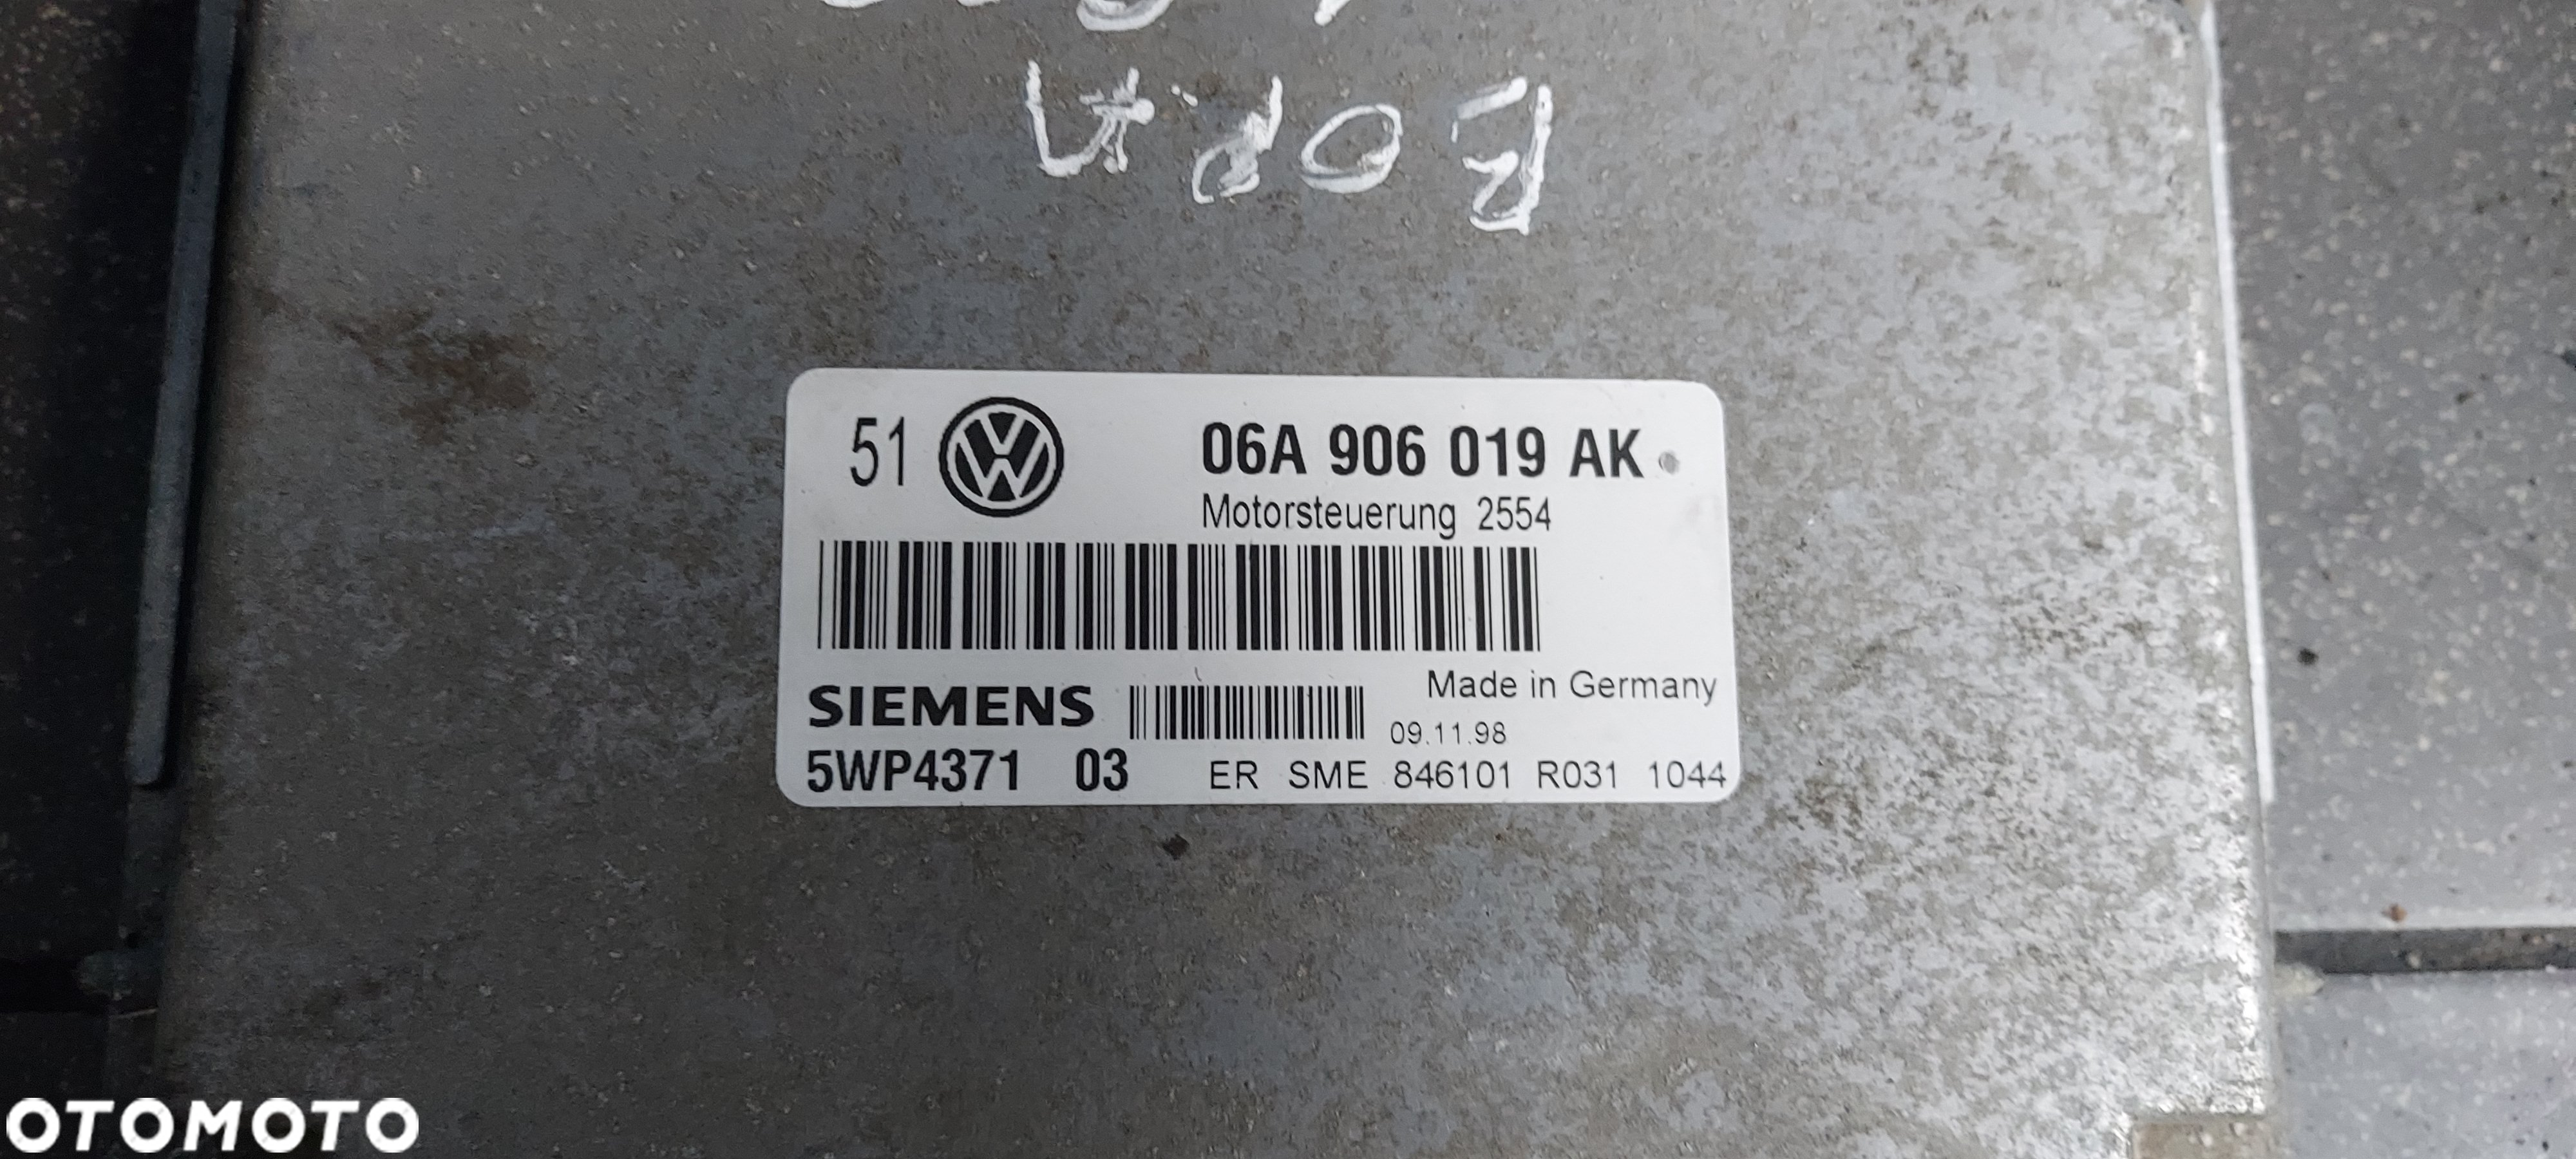 BORA
51 06A 906 019 AK
Motorsteuerung 2554
Made in Germany
SIEMENS 09.11.98
5WP4371 03 ER SME 846101 R031 1044
OTOMOTO